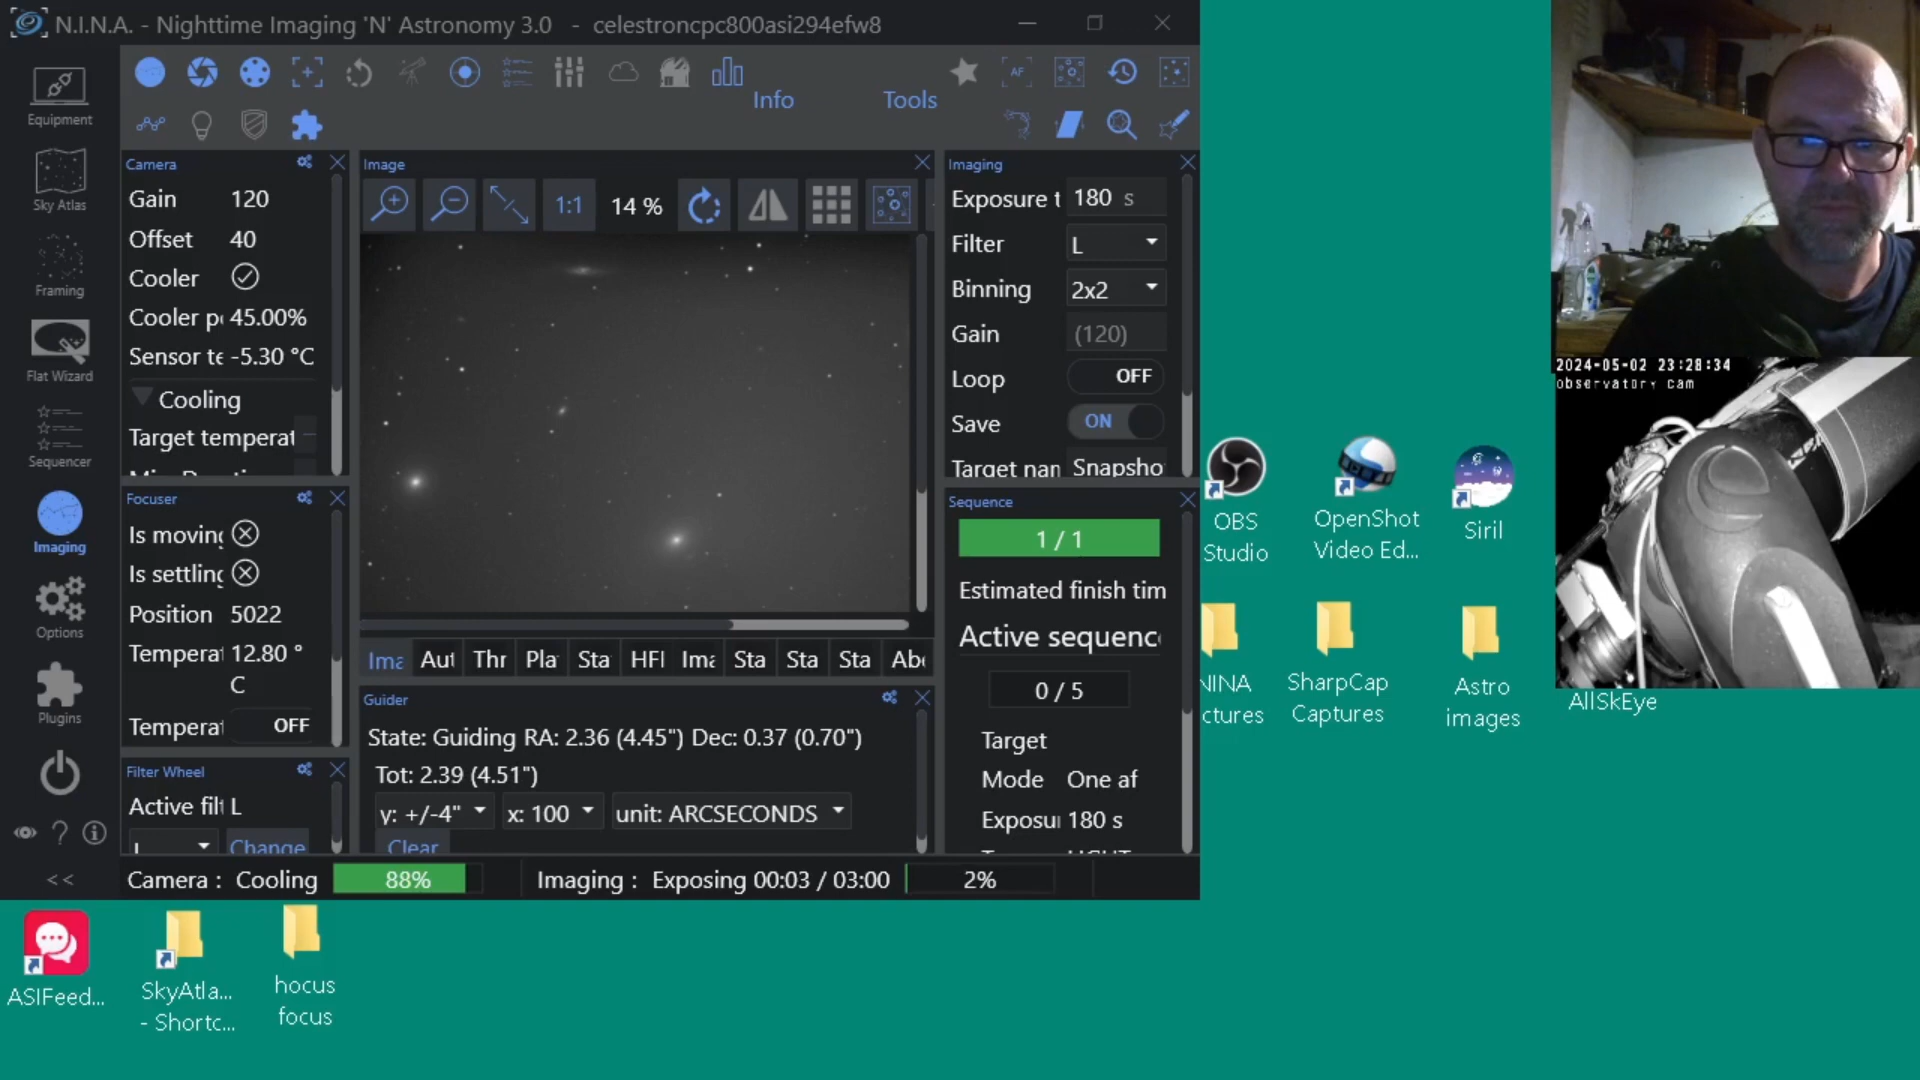 N.I.N.A. - Nighttime Imaging 'N' Astronomy 3.0 - celestroncpc800asi294efw8
Equipment
Sky Atlas
Framing
Flat Wizard
Sequencer
Imaging
Options
Plugins
<<
AF
Info
Tools
Camera
Gain 120
Offset 40
Cooler
Cooler p 45.00%
Sensor te -5.30 °C
Cooling
Target temperat
Focuser
Is moving
Is settling
Position 5022
Temperat 12.80 °
C
Temperat OFF
Filter Wheel
Active filt L
L Change
Image
1:1 14 %
Ima Aut Thr Pla Sta HFI Ima Sta Sta Sta Abe
Guider
State: Guiding RA: 2.36 (4.45") Dec: 0.37 (0.70")
Tot: 2.39 (4.51")
y: +/-4" x: 100 unit: ARCSECONDS
Clear
Imaging
Exposure t 180 s
Filter L
Binning 2x2
Gain (120)
Loop OFF
Save ON
Target nam Snapsho
Sequence
1 / 1
Estimated finish tim
Active sequenc
0 / 5
Target
Mode One af
Exposu 180 s
Camera : Cooling 88% Imaging : Exposing 00:03 / 03:00 2%
2024-05-02 23:28:34
observatory cam
OBS
Studio
OpenShot
Video Ed...
Siril
NINA
ctures
SharpCap
Captures
Astro
images
AllSkEye
ASIFeed...
SkyAtla...
- Shortc...
hocus
focus